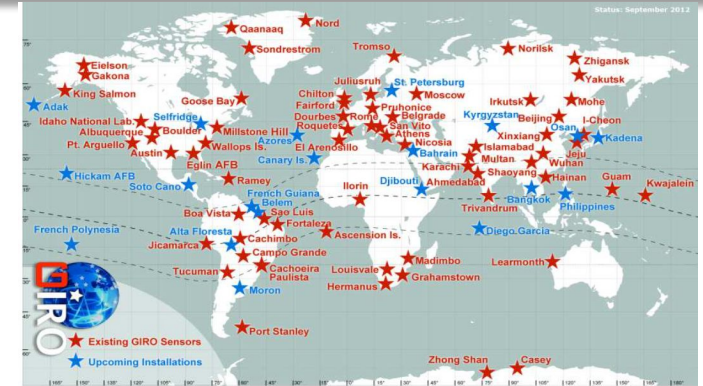 Status: September 2012
Nord
Qaanaaq
Sondrestrom
Tromso
Norilsk
Zhigansk
Eielson
Gakona
King Salmon
Adak
Goose Bay
Juliusruh
St. Petersburg
Chilton
Moscow
Fairford
Pruhonice
Dourbes
Rome
Belgrade
Roquetes
San Vito
Athens
El Arenosillo
Nicosia
Yakutsk
Irkutsk
Mohe
Kyrgyzstan
Beijing
I-Cheon
Osan
Xinxiang
Kadena
Idaho National Lab.
Selfridge
Albuquerque
Boulder
Millstone Hill
Pt. Arguello
Wallops Is.
Azores
Austin
Eglin AFB
Canary Is.
Bahrain
Islamabad
Multan
Karachi
Jeju
Wuhan
Shaoyang
Hickam AFB
Soto Cano
Ramey
Ilorin
Djibouti
Ahmedabad
Hainan
Guam
Kwajalein
French Guiana
Belem
Boa Vista
Sao Luis
Fortaleza
Trivandrum
Bangkok
Philippines
French Polynesia
Alta Floresta
Jicamarca
Cachimbo
Ascension Is.
Diego Garcia
Campo Grande
Tucuman
Cachoeira
Paulista
Madimbo
Louisvale
Grahamstown
Hermanus
Learmonth
Moron
Port Stanley
GIRO
Existing GIRO Sensors
Upcoming Installations
Zhong Shan
Casey